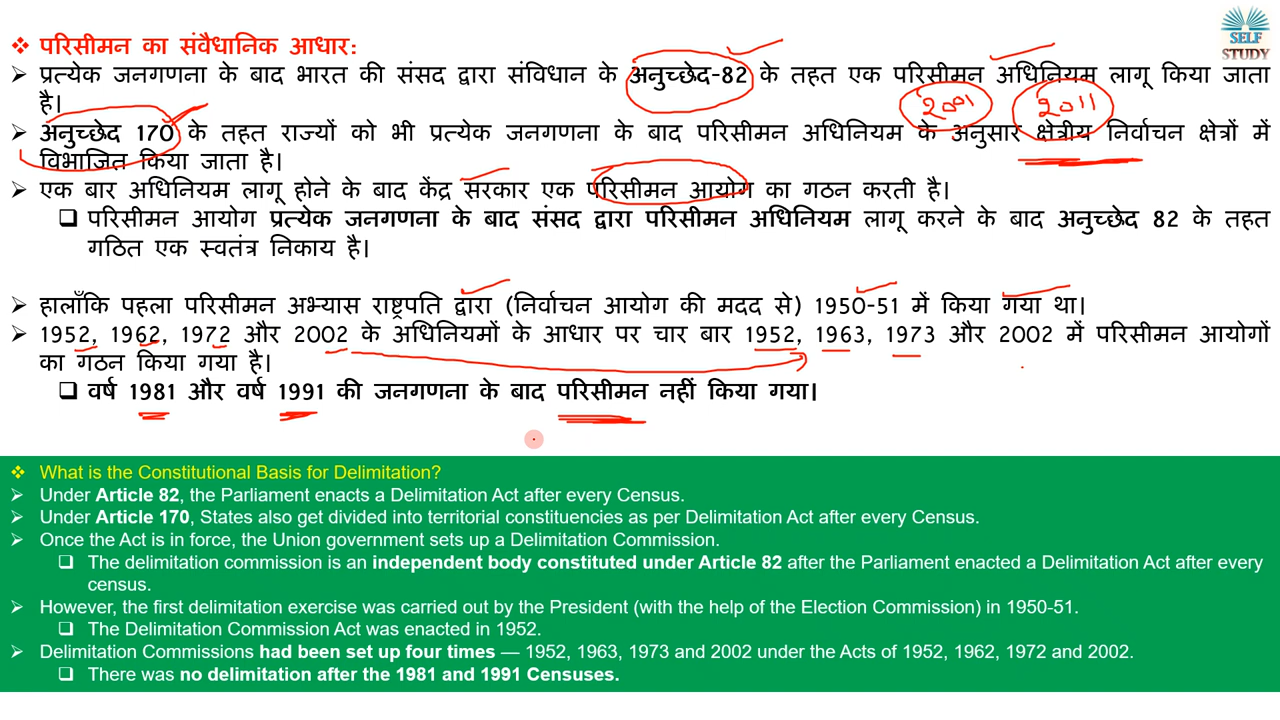 SELF
STUDY
❖ परिसीमन का संवैधानिक आधार:
➤ प्रत्येक जनगणना के बाद भारत की संसद द्वारा संविधान के अनुच्छेद-82 के तहत एक परिसीमन अधिनियम लागू किया जाता
है।
2001 2011
➤ अनुच्छेद 170 के तहत राज्यों को भी प्रत्येक जनगणना के बाद परिसीमन अधिनियम के अनुसार क्षेत्रीय निर्वाचन क्षेत्रों में
विभाजित किया जाता है।
➤ एक बार अधिनियम लागू होने के बाद केंद्र सरकार एक परिसीमन आयोग का गठन करती है।
❑ परिसीमन आयोग प्रत्येक जनगणना के बाद संसद द्वारा परिसीमन अधिनियम लागू करने के बाद अनुच्छेद 82 के तहत
गठित एक स्वतंत्र निकाय है।
➤ हालाँकि पहला परिसीमन अभ्यास राष्ट्रपति द्वारा (निर्वाचन आयोग की मदद से) 1950-51 में किया गया था।
➤ 1952, 1962, 1972 और 2002 के अधिनियमों के आधार पर चार बार 1952, 1963, 1973 और 2002 में परिसीमन आयोगों
का गठन किया गया है।
❑ वर्ष 1981 और वर्ष 1991 की जनगणना के बाद परिसीमन नहीं किया गया।
❖ What is the Constitutional Basis for Delimitation?
➤ Under Article 82, the Parliament enacts a Delimitation Act after every Census.
➤ Under Article 170, States also get divided into territorial constituencies as per Delimitation Act after every Census.
➤ Once the Act is in force, the Union government sets up a Delimitation Commission.
❑ The delimitation commission is an independent body constituted under Article 82 after the Parliament enacted a Delimitation Act after every
census.
➤ However, the first delimitation exercise was carried out by the President (with the help of the Election Commission) in 1950-51.
❑ The Delimitation Commission Act was enacted in 1952.
➤ Delimitation Commissions had been set up four times — 1952, 1963, 1973 and 2002 under the Acts of 1952, 1962, 1972 and 2002.
❑ There was no delimitation after the 1981 and 1991 Censuses.